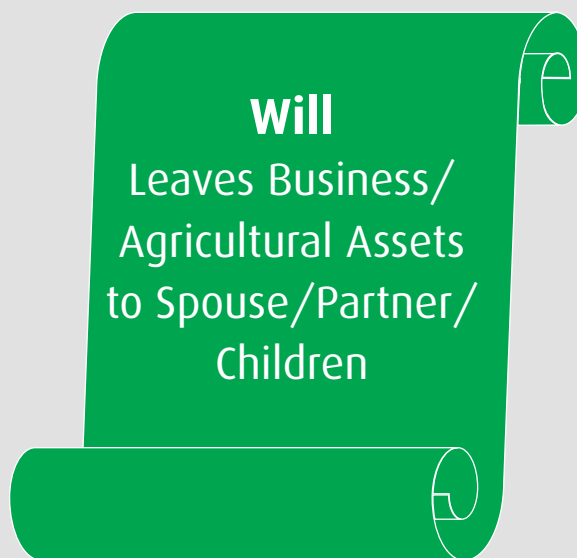 Will
Leaves Business/
Agricultural Assets
to Spouse/Partner/
Children